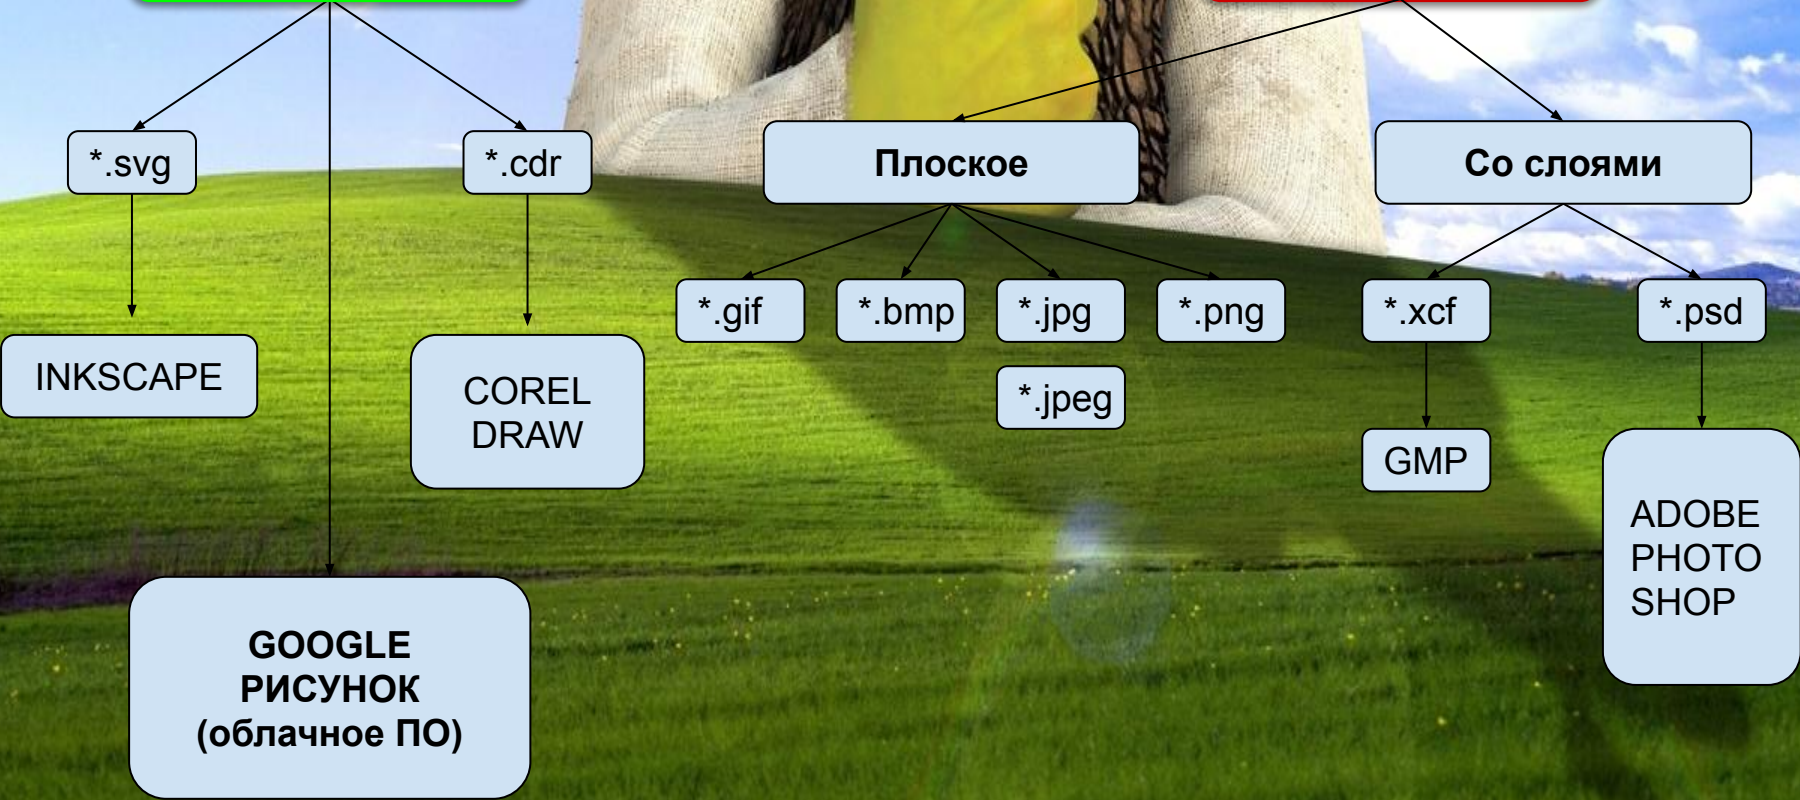 *.svg
*.cdr
Плоское
Со слоями
*.gif
*.bmp
*.jpg
*.png
*.xcf
*.psd
INKSCAPE
COREL
DRAW
*.jpeg
GMP
ADOBE
PHOTO
SHOP
GOOGLE
РИСУНОК
(облачное ПО)